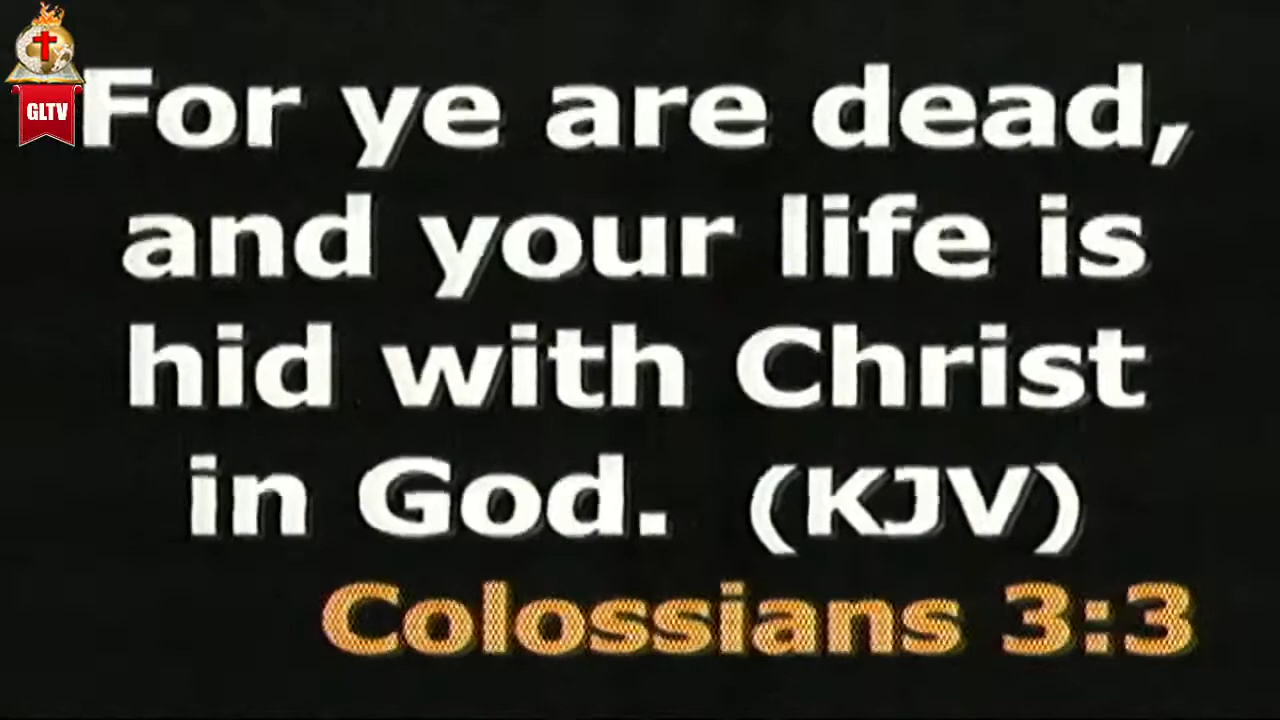 GLTV
For ye are dead,
and your life is
hid with Christ
in God. (KJV)
Colossians 3:3